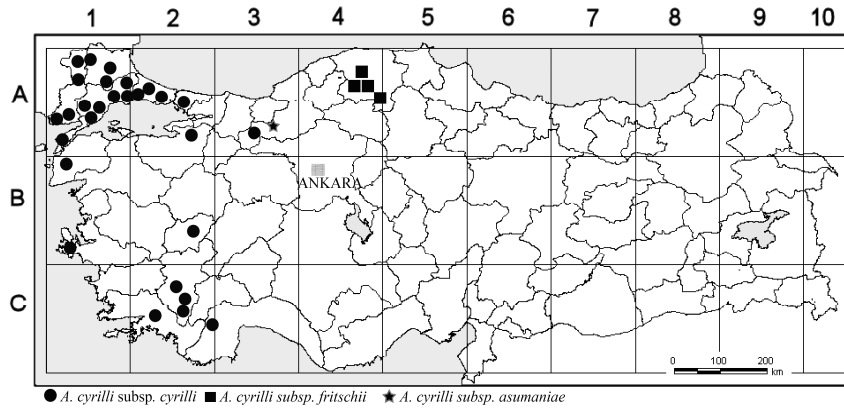 1 2 3 4 5 6 7 8 9 10
A
ANKARA
B
C
0 100 200
km
A. cyrilli subsp. cyrilli A. cyrilli subsp. fritschii A. cyrilli subsp. asumaniae